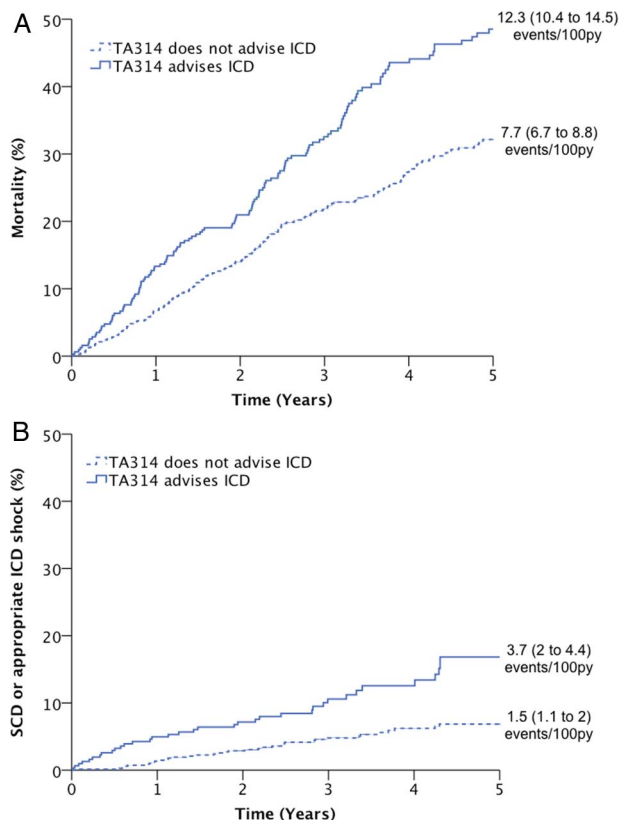 A
50
40
30
20
10
0
Mortality (%)
TA314 does not advise ICD
TA314 advises ICD
12.3 (10.4 to 14.5)
events/100py
7.7 (6.7 to 8.8)
events/100py
0 1 2 3 4 5
Time (Years)
B
50
40
30
20
10
0
SCD or appropriate ICD shock (%)
TA314 does not advise ICD
TA314 advises ICD
3.7 (2 to 4.4)
events/100py
1.5 (1.1 to 2)
events/100py
0 1 2 3 4 5
Time (Years)